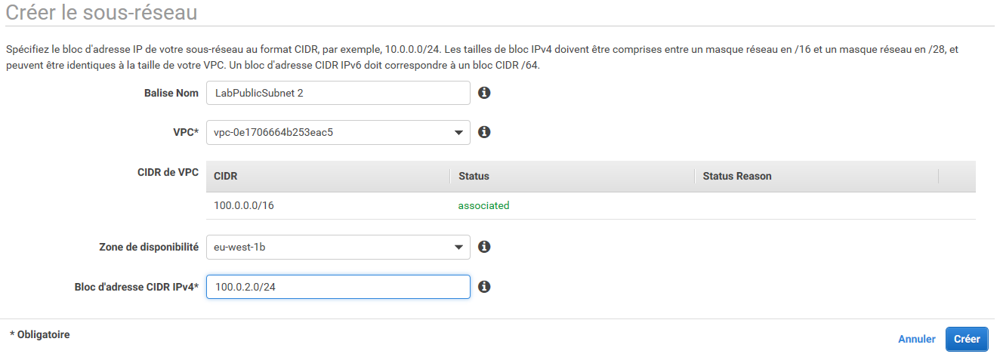 Créer le sous-réseau
Spécifiez le bloc d'adresse IP de votre sous-réseau au format CIDR, par exemple, 10.0.0.0/24. Les tailles de bloc IPv4 doivent être comprises entre un masque réseau en /16 et un masque réseau en /28, et
peuvent être identiques à la taille de votre VPC. Un bloc d'adresse CIDR IPv6 doit correspondre à un bloc CIDR /64.
Balise Nom LabPublicSubnet 2
VPC* vpc-0e1706664b253eac5
CIDR de VPC CIDR Status Status Reason
100.0.0.0/16 associated
Zone de disponibilité eu-west-1b
Bloc d'adresse CIDR IPv4* 100.0.2.0/24
* Obligatoire Annuler Créer